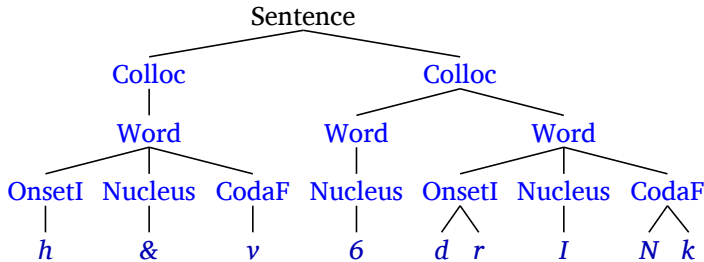 Sentence
Colloc Colloc
Word Word Word
OnsetI Nucleus CodaF Nucleus OnsetI Nucleus CodaF
h & v 6 d r I N k